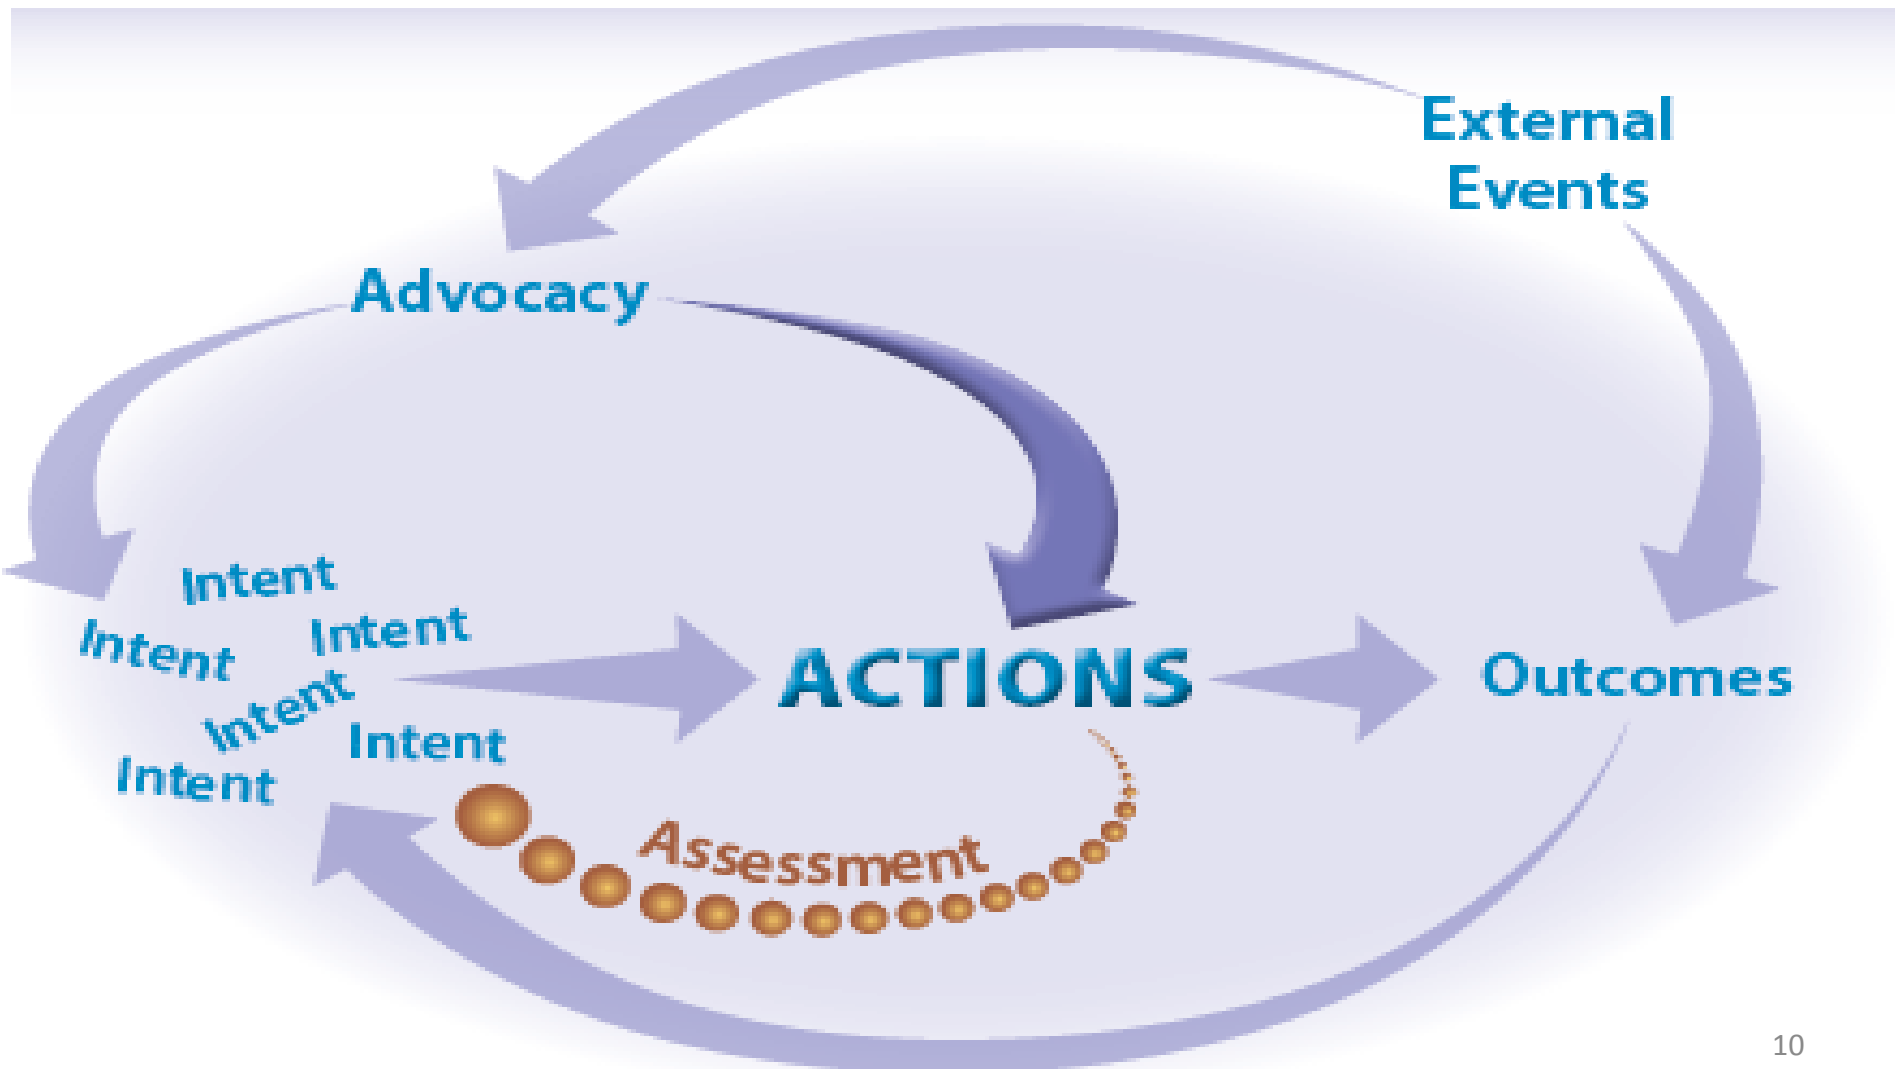 External
Events
Advocacy
Intent
Intent
Intent
Intent
Intent
Intent
ACTIONS
Outcomes
Assessment
10